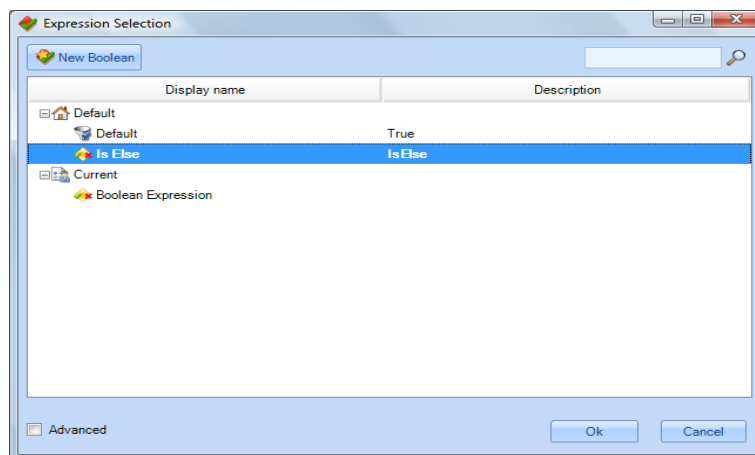 Expression Selection
New Boolean
Display name Description
Default
Default True
Is Else IsElse
Current
Boolean Expression
Advanced Ok Cancel